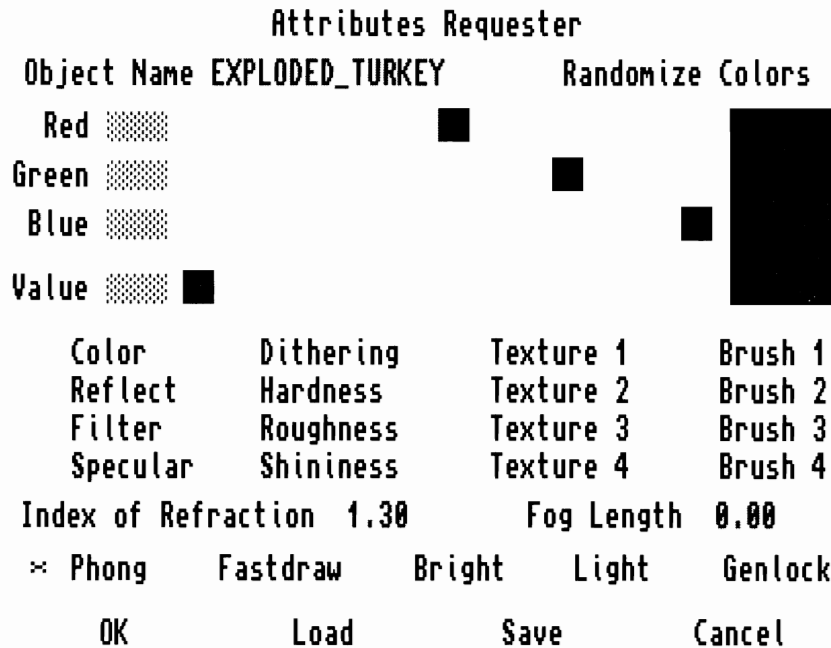 Attributes Requester
Object Name EXPLODED_TURKEY Randomize Colors
Red
Green
Blue
Value
Color Dithering Texture 1 Brush 1
Reflect Hardness Texture 2 Brush 2
Filter Roughness Texture 3 Brush 3
Specular Shininess Texture 4 Brush 4
Index of Refraction 1.30 Fog Length 0.00
× Phong Fastdraw Bright Light Genlock
OK Load Save Cancel